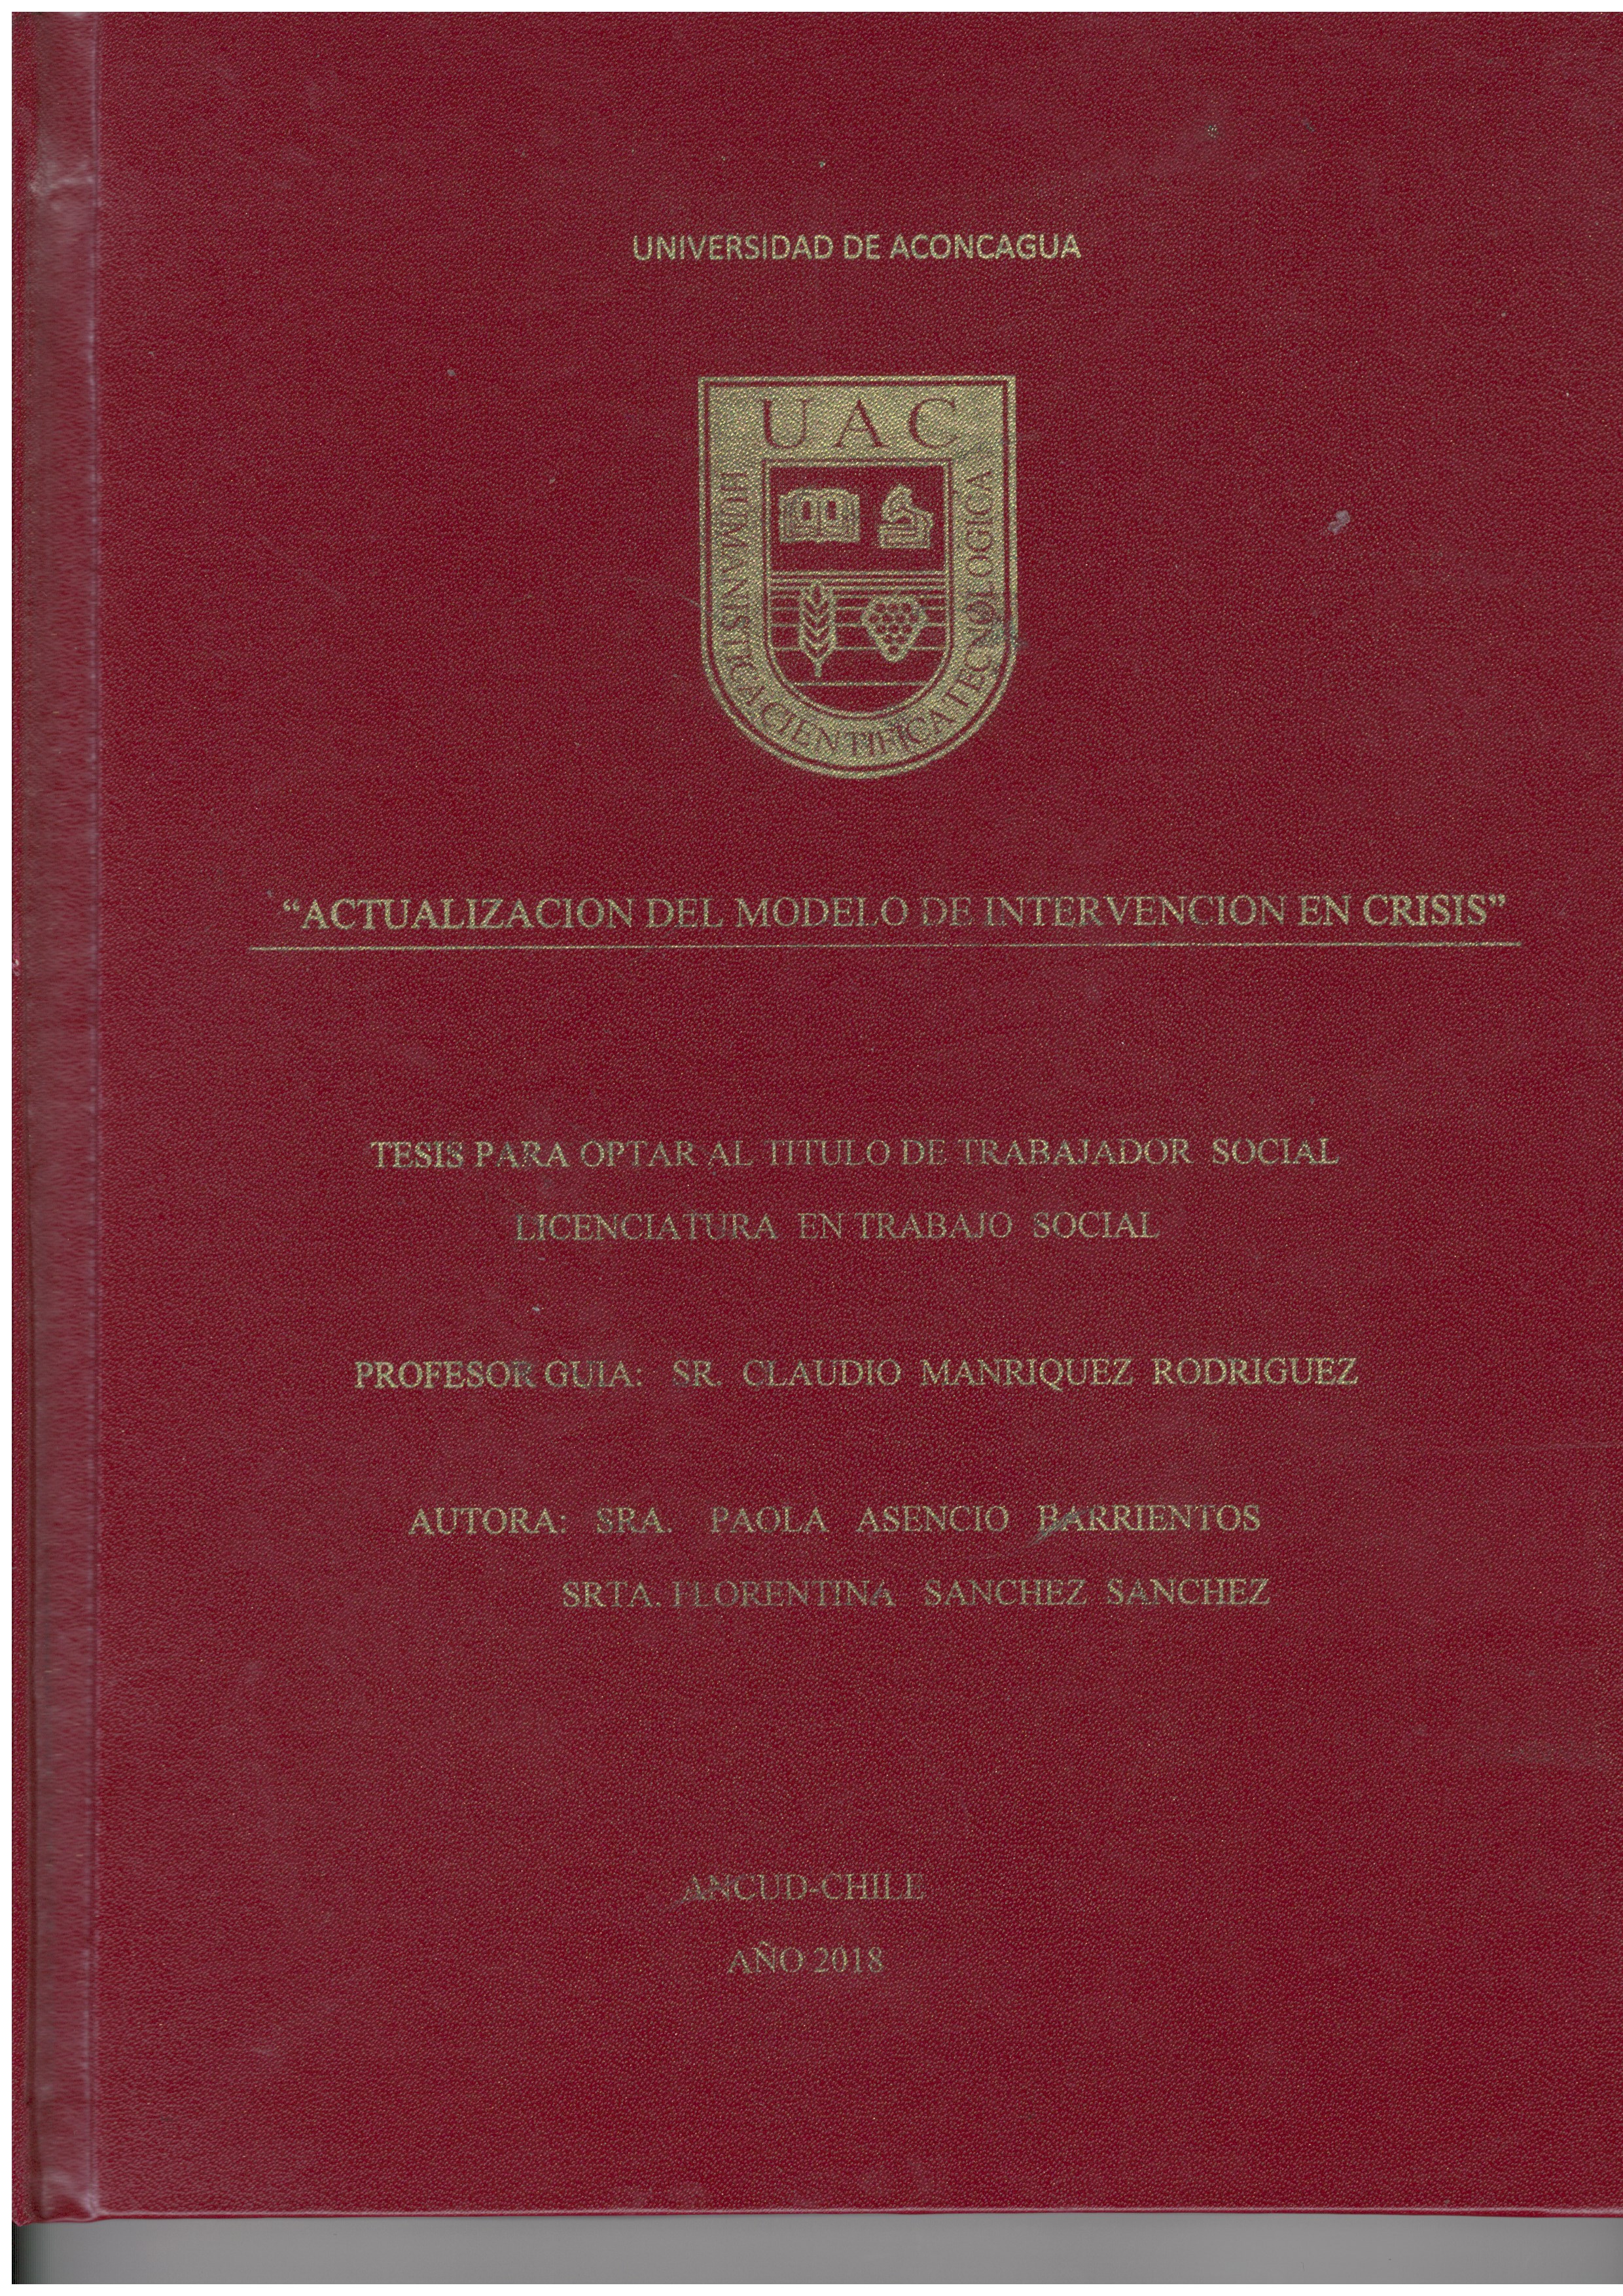 UNIVERSIDAD DE ACONCAGUA
UAC
HUMANISTICA CIENTIFICA TECNOLOGICA
“ACTUALIZACION DEL MODELO DE INTERVENCION EN CRISIS”
TESIS PARA OPTAR AL TITULO DE TRABAJADOR SOCIAL
LICENCIATURA EN TRABAJO SOCIAL
PROFESOR GUIA: SR. CLAUDIO MANRIQUEZ RODRIGUEZ
AUTORA: SRA. PAOLA ASENCIO BARRIENTOS
SRTA. FLORENTINA SANCHEZ SANCHEZ
ANCUD-CHILE
AÑO 2018